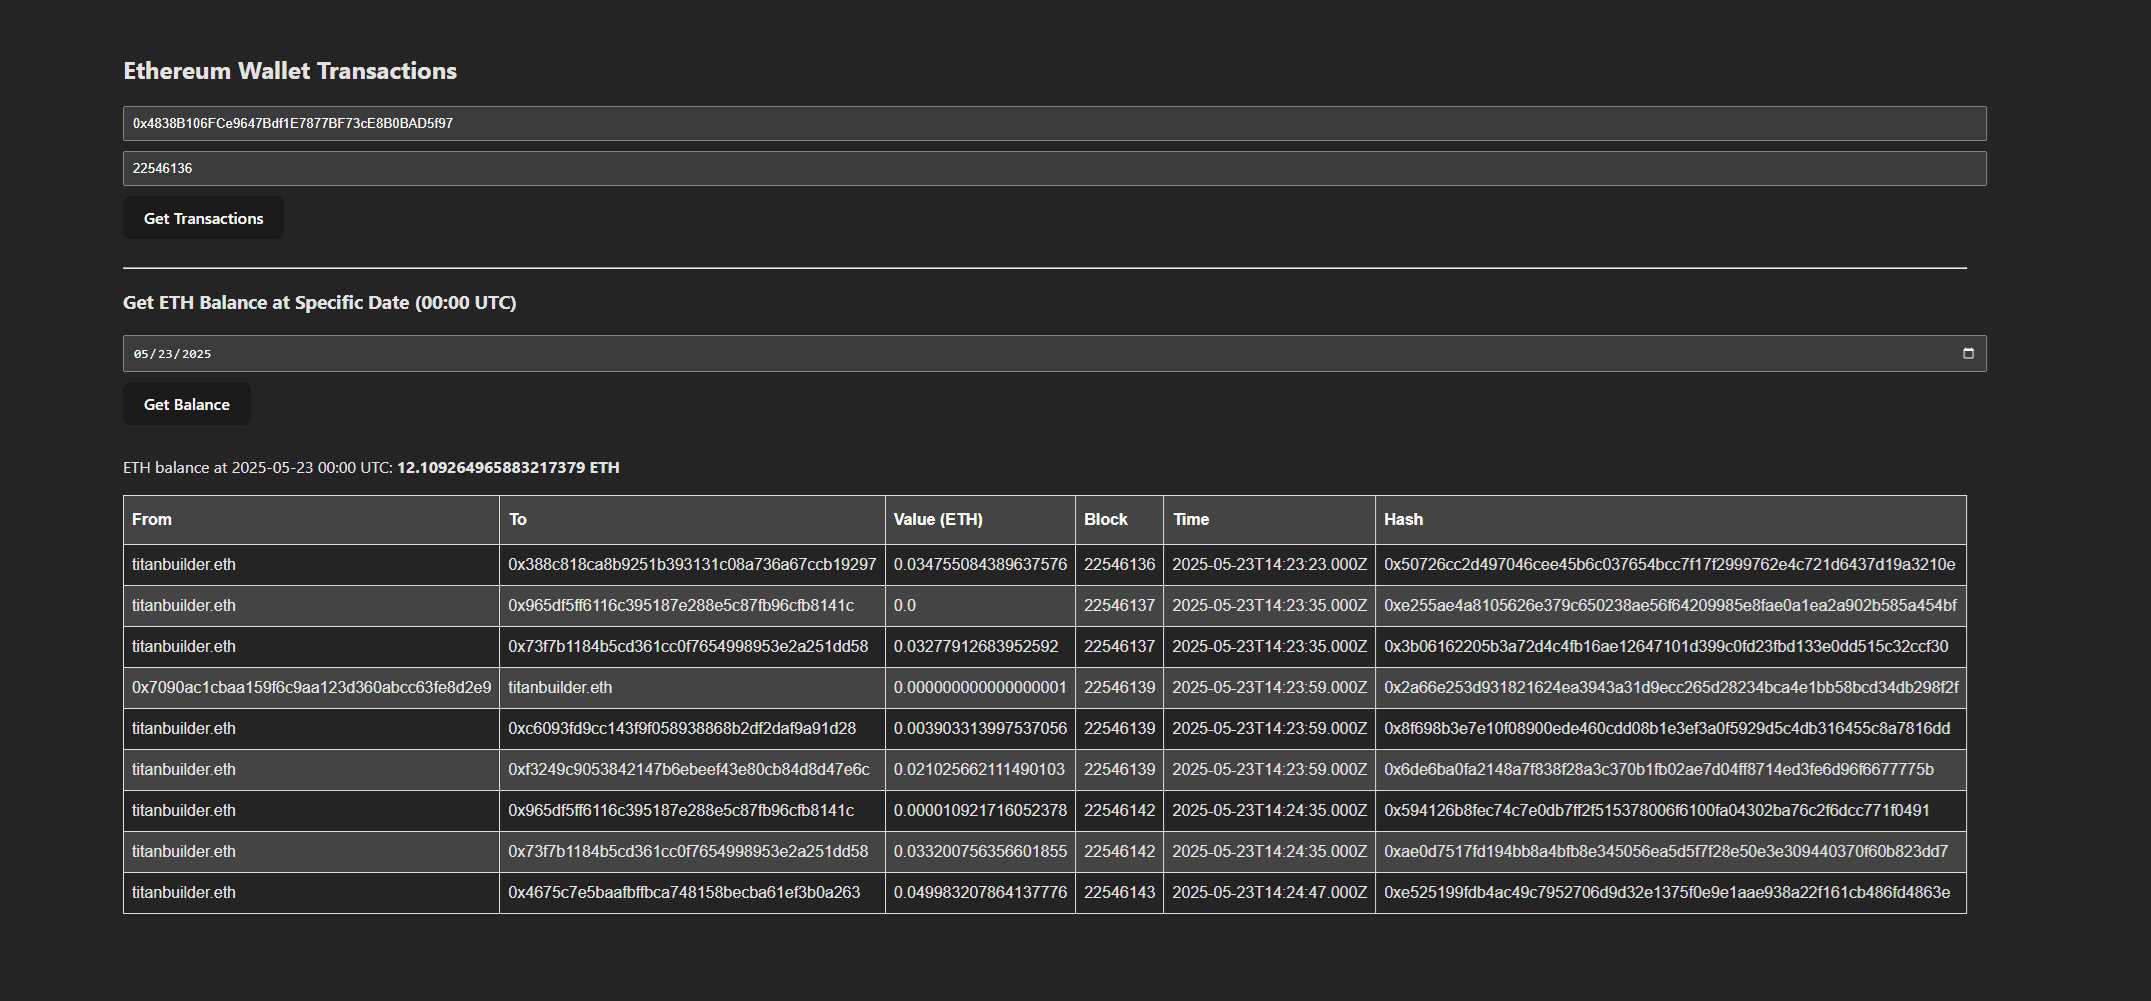 Ethereum Wallet Transactions
0x4838B106FCe9647Bdf1E7877BF73cE8B0BAD5f97
22546136
Get Transactions
Get ETH Balance at Specific Date (00:00 UTC)
05/23/2025
Get Balance
ETH balance at 2025-05-23 00:00 UTC: 12.109264965883217379 ETH
From To Value (ETH) Block Time Hash
titanbuilder.eth 0x388c818ca8b9251b393131c08a736a67ccb19297 0.034755084389637576 22546136 2025-05-23T14:23:23.000Z 0x50726cc2d497046cee45b6c037654bcc7f17f2999762e4c721d6437d19a3210e
titanbuilder.eth 0x965df5ff6116c395187e288e5c87fb96cfb8141c 0.0 22546137 2025-05-23T14:23:35.000Z 0xe255ae4a8105626e379c650238ae56f64209985e8fae0a1ea2a902b585a454bf
titanbuilder.eth 0x73f7b1184b5cd361cc0f7654998953e2a251dd58 0.03277912683952592 22546137 2025-05-23T14:23:35.000Z 0x3b06162205b3a72d4c4fb16ae12647101d399c0fd23fbd133e0dd515c32ccf30
0x7090ac1cbaa159f6c9aa123d360abcc63fe8d2e9 titanbuilder.eth 0.000000000000000001 22546139 2025-05-23T14:23:59.000Z 0x2a66e253d931821624ea3943a31d9ecc265d28234bca4e1bb58bcd34db298f2f
titanbuilder.eth 0xc6093fd9cc143f9f058938868b2df2daf9a91d28 0.003903313997537056 22546139 2025-05-23T14:23:59.000Z 0x8f698b3e7e10f08900ede460cdd08b1e3ef3a0f5929d5c4db316455c8a7816dd
titanbuilder.eth 0xf3249c9053842147b6ebeef43e80cb84d8d47e6c 0.021025662111490103 22546139 2025-05-23T14:23:59.000Z 0x6de6ba0fa2148a7f838f28a3c370b1fb02ae7d04ff8714ed3fe6d96f6677775b
titanbuilder.eth 0x965df5ff6116c395187e288e5c87fb96cfb8141c 0.000010921716052378 22546142 2025-05-23T14:24:35.000Z 0x594126b8fec74c7e0db7ff2f515378006f6100fa04302ba76c2f6dcc771f0491
titanbuilder.eth 0x73f7b1184b5cd361cc0f7654998953e2a251dd58 0.033200756356601855 22546142 2025-05-23T14:24:35.000Z 0xae0d7517fd194bb8a4bfb8e345056ea5d5f7f28e50e3e309440370f60b823dd7
titanbuilder.eth 0x4675c7e5baafbffbca748158becba61ef3b0a263 0.049983207864137776 22546143 2025-05-23T14:24:47.000Z 0xe525199fdb4ac49c7952706d9d32e1375f0e9e1aae938a22f161cb486fd4863e